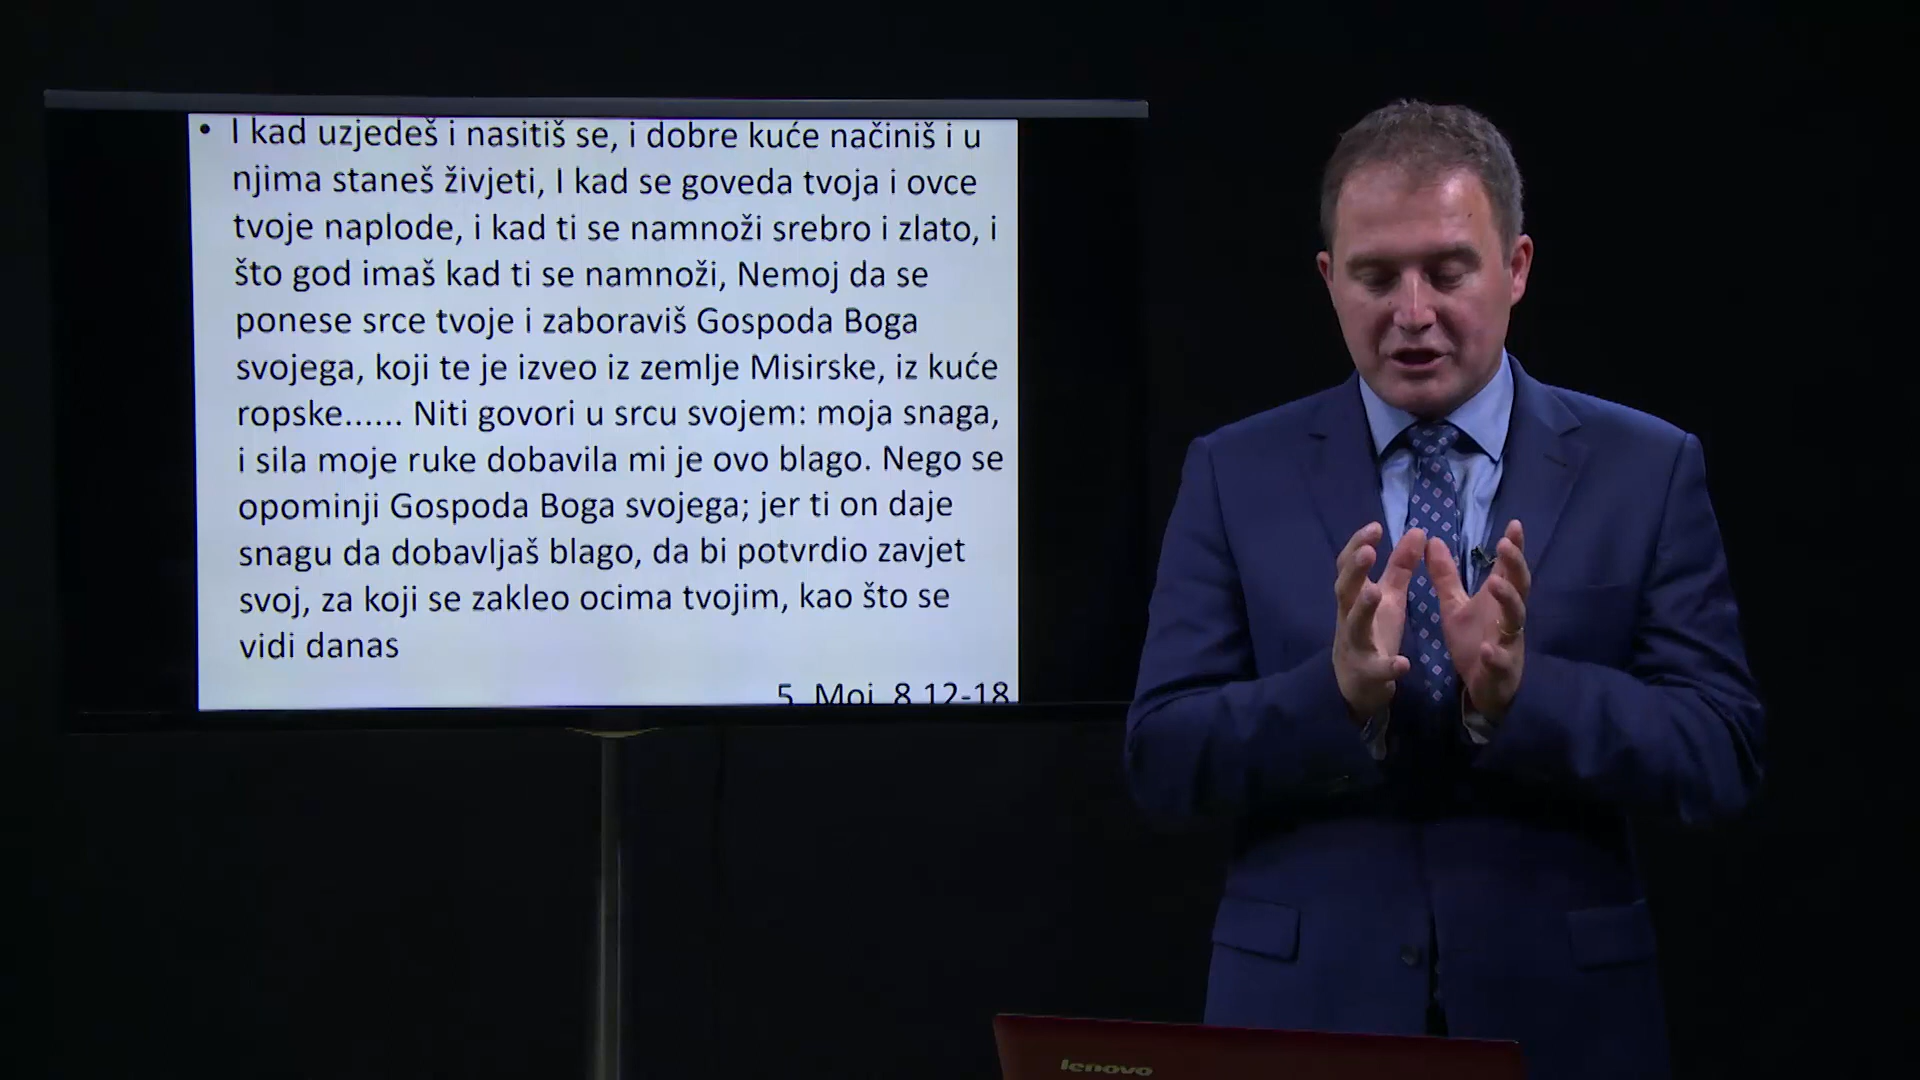 • I kad uzjedeš i nasitiš se, i dobre kuće načiniš i u
njima staneš živjeti, I kad se goveda tvoja i ovce
tvoje naplode, i kad ti se namnoži srebro i zlato, i
što god imaš kad ti se namnoži, Nemoj da se
ponese srce tvoje i zaboraviš Gospoda Boga
svojega, koji te je izveo iz zemlje Misirske, iz kuće
ropske...... Niti govori u srcu svojem: moja snaga,
i sila moje ruke dobavila mi je ovo blago. Nego se
opominji Gospoda Boga svojega; jer ti on daje
snagu da dobavljaš blago, da bi potvrdio zavjet
svoj, za koji se zakleo ocima tvojim, kao što se
vidi danas
5. Moj. 8,12-18
lenovo